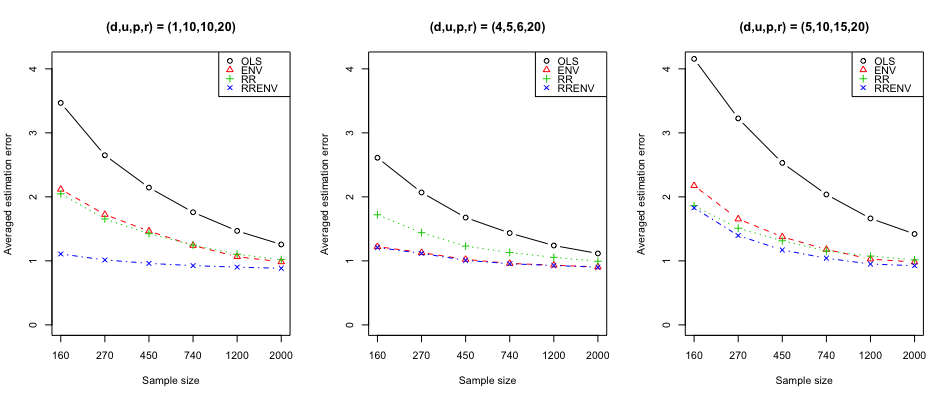 (d,u,p,r) = (1,10,10,20)
Averaged estimation error
4
3
2
1
0
OLS
ENV
RR
RRENV
160 270 450 740 1200 2000
Sample size
(d,u,p,r) = (4,5,6,20)
Averaged estimation error
4
3
2
1
0
OLS
ENV
RR
RRENV
160 270 450 740 1200 2000
Sample size
(d,u,p,r) = (5,10,15,20)
Averaged estimation error
4
3
2
1
0
OLS
ENV
RR
RRENV
160 270 450 740 1200 2000
Sample size